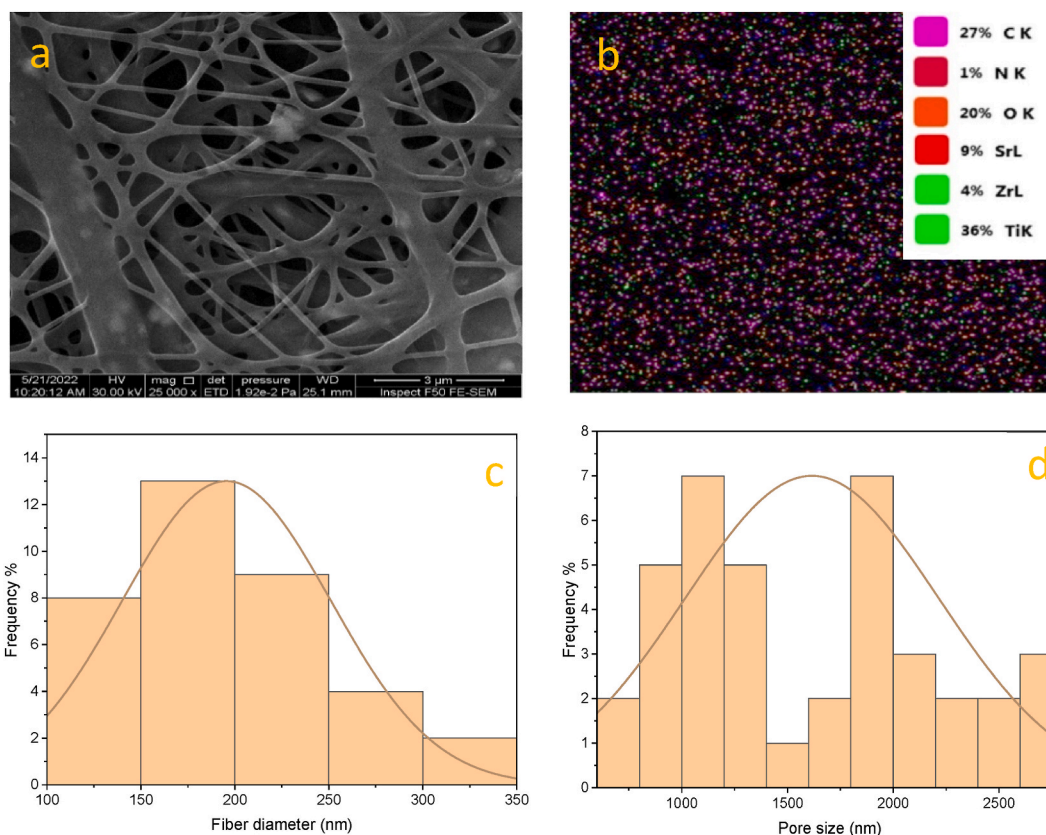 a
5/21/2022 HV mag det pressure WD 3 µm
10:20:12 AM 30.00 kV 25 000 x ETD 1.92e-2 Pa 25.1 mm Inspect F50 FE-SEM
b
27% C K
1% N K
20% O K
9% SrL
4% ZrL
36% TiK
c
Frequency %
14
12
10
8
6
4
2
0
100 150 200 250 300 350
Fiber diameter (nm)
d
Frequency %
8
7
6
5
4
3
2
1
0
1000 1500 2000 2500
Pore size (nm)